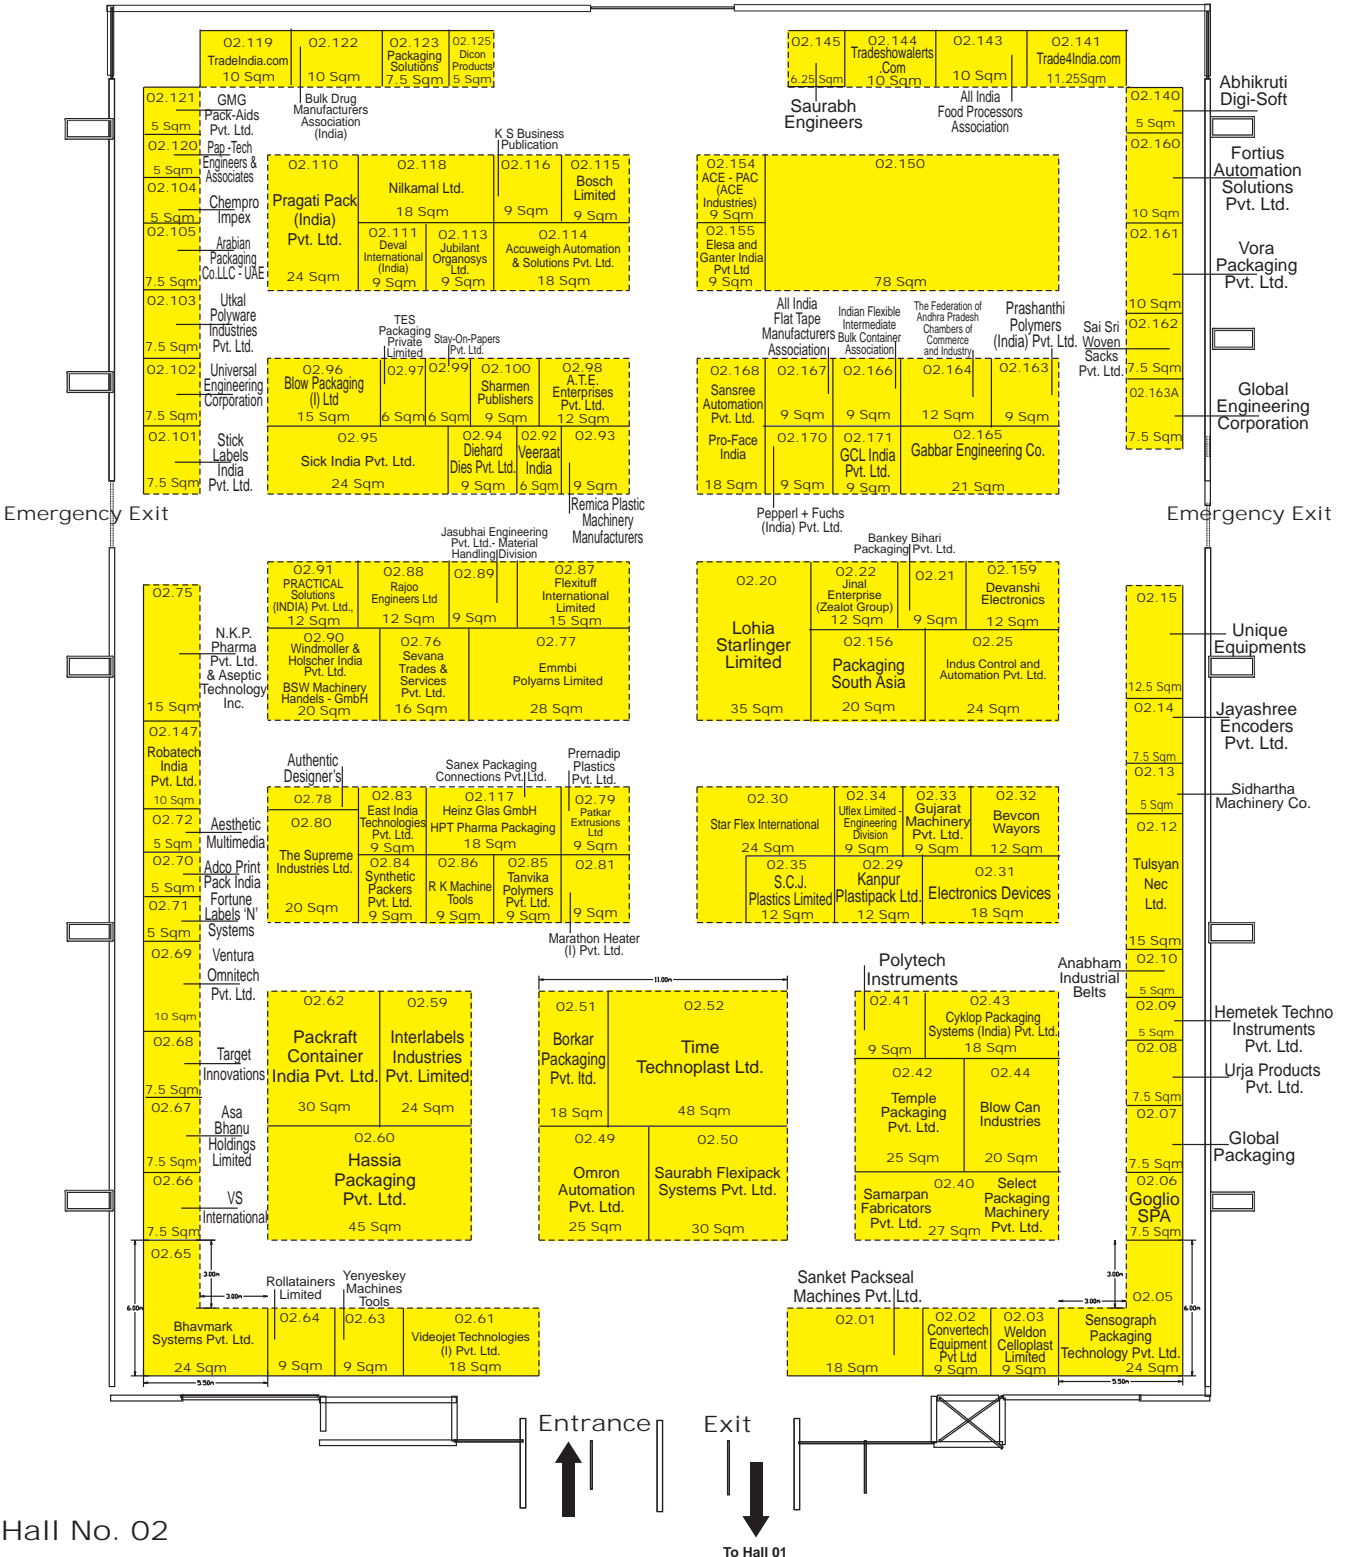 02.119
TradeIndia.com
10 Sqm
02.122
10 Sqm
02.123
Packaging
Solutions
7.5 Sqm
02.125
Dicon
Products
5 Sqm
Bulk Drug
Manufacturers
Association
(India)
02.145
6.25 Sqm
Saurabh
Engineers
02.144
Tradeshowalerts
.Com
10 Sqm
02.143
10 Sqm
All India
Food Processors
Association
02.141
Trade4India.com
11.25Sqm
02.121
5 Sqm
GMG
Pack-Aids
Pvt. Ltd.
02.120
5 Sqm
Pap -Tech
Engineers &
Associates
02.104
5 Sqm
Chempro
Impex
02.105
7.5 Sqm
Arabian
Packaging
Co.LLC - UAE
02.103
7.5 Sqm
Utkal
Polyware
Industries
Pvt. Ltd.
02.102
7.5 Sqm
Universal
Engineering
Corporation
02.101
7.5 Sqm
Stick
Labels
India
Pvt. Ltd.
02.110
Pragati Pack
(India)
Pvt. Ltd.
24 Sqm
02.118
Nilkamal Ltd.
18 Sqm
K S Business
Publication
02.116
9 Sqm
02.115
Bosch
Limited
9 Sqm
02.111
Deval
International
(India)
9 Sqm
02.113
Jubilant
Organosys
Ltd.
9 Sqm
02.114
Accuweigh Automation
& Solutions Pvt. Ltd.
18 Sqm
02.154
ACE - PAC
(ACE
Industries)
9 Sqm
02.155
Elesa and
Ganter India
Pvt Ltd
9 Sqm
02.150
78 Sqm
02.140
5 Sqm
Abhikruti
Digi-Soft
02.160
10 Sqm
Fortius
Automation
Solutions
Pvt. Ltd.
02.161
10 Sqm
Vora
Packaging
Pvt. Ltd.
02.162
7.5 Sqm
Sai Sri
Woven
Sacks
Pvt. Ltd.
02.163A
7.5 Sqm
Global
Engineering
Corporation
TES
Packaging
Private
Limited
Stay-On-Papers
Pvt. Ltd.
02.96
Blow Packaging
(I) Ltd
15 Sqm
02.97
6 Sqm
02.99
6 Sqm
02.100
Sharmen
Publishers
9 Sqm
02.98
A.T.E.
Enterprises
Pvt. Ltd.
12 Sqm
02.95
Sick India Pvt. Ltd.
24 Sqm
02.94
Diehard
Dies Pvt. Ltd.
9 Sqm
02.92
Veeraat
India
6 Sqm
02.93
9 Sqm
Remica Plastic
Machinery
Manufacturers
All India
Flat Tape
Manufacturers
Association
Indian Flexible
Intermediate
Bulk Container
Association
The Federation of
Andhra Pradesh
Chambers of
Commerce
and Industry
Prashanthi
Polymers
(India) Pvt. Ltd.
02.168
Sansree
Automation
Pvt. Ltd.
Pro-Face
India
18 Sqm
02.167
9 Sqm
02.166
9 Sqm
02.164
12 Sqm
02.163
9 Sqm
02.170
9 Sqm
02.171
GCL India
Pvt. Ltd.
9 Sqm
02.165
Gabbar Engineering Co.
21 Sqm
Pepperl + Fuchs
(India) Pvt. Ltd.
Emergency Exit
Emergency Exit
Jasubhai Engineering
Pvt. Ltd.- Material
Handling Division
Bankey Bihari
Packaging Pvt. Ltd.
02.91
PRACTICAL
Solutions
{INDIA} Pvt. Ltd.,
12 Sqm
02.88
Rajoo
Engineers Ltd
12 Sqm
02.89
9 Sqm
02.87
Flexituff
International
Limited
15 Sqm
02.90
Windmoller &
Holscher India
Pvt. Ltd.
BSW Machinery
Handels - GmbH
20 Sqm
02.76
Sevana
Trades &
Services
Pvt. Ltd.
16 Sqm
02.77
Emmbi
Polyarns Limited
28 Sqm
02.20
Lohia
Starlinger
Limited
35 Sqm
02.22
Jinal
Enterprise
(Zealot Group)
12 Sqm
02.21
9 Sqm
02.159
Devanshi
Electronics
12 Sqm
02.156
Packaging
South Asia
20 Sqm
02.25
Indus Control and
Automation Pvt. Ltd.
24 Sqm
02.75
15 Sqm
N.K.P.
Pharma
Pvt. Ltd.
& Aseptic
Technology
Inc.
02.147
Robatech
India
Pvt. Ltd.
10 Sqm
02.72
5 Sqm
Aesthetic
Multimedia
02.70
5 Sqm
Adco Print
Pack India
02.71
5 Sqm
Fortune
Labels 'N'
Systems
02.69
10 Sqm
Ventura
Omnitech
Pvt. Ltd.
02.68
7.5 Sqm
Target
Innovations
02.67
7.5 Sqm
Asa
Bhanu
Holdings
Limited
02.66
7.5 Sqm
VS
International
02.15
12.5 Sqm
Unique
Equipments
02.14
7.5 Sqm
Jayashree
Encoders
Pvt. Ltd.
02.13
5 Sqm
Sidhartha
Machinery Co.
02.12
Tulsyan
Nec
Ltd.
15 Sqm
02.10
5 Sqm
Anabham
Industrial
Belts
02.09
5 Sqm
Hemetek Techno
Instruments
Pvt. Ltd.
02.08
7.5 Sqm
Urja Products
Pvt. Ltd.
02.07
7.5 Sqm
Global
Packaging
02.06
Goglio
SPA
7.5 Sqm
Authentic
Designer's
Sanex Packaging
Connections Pvt. Ltd.
Prernadip
Plastics
Pvt. Ltd.
02.78
02.80
The Supreme
Industries Ltd.
20 Sqm
02.83
East India
Technologies
Pvt. Ltd.
9 Sqm
02.117
Heinz Glas GmbH
HPT Pharma Packaging
18 Sqm
02.79
Patkar
Extrusions
Ltd
9 Sqm
02.84
Synthetic
Packers
Pvt. Ltd.
9 Sqm
02.86
R K Machine
Tools
9 Sqm
02.85
Tanvika
Polymers
Pvt. Ltd.
9 Sqm
02.81
9 Sqm
Marathon Heater
(I) Pvt. Ltd.
02.30
Star Flex International
24 Sqm
02.34
Uflex Limited -
Engineering
Division
9 Sqm
02.33
Gujarat
Machinery
Pvt. Ltd.
9 Sqm
02.32
Bevcon
Wayors
12 Sqm
02.35
S.C.J.
Plastics Limited
12 Sqm
02.29
Kanpur
Plastipack Ltd.
12 Sqm
02.31
Electronics Devices
18 Sqm
02.62
Packraft
Container
India Pvt. Ltd.
30 Sqm
02.59
Interlabels
Industries
Pvt. Limited
24 Sqm
02.60
Hassia
Packaging
Pvt. Ltd.
45 Sqm
11.00m
02.51
Borkar
Packaging
Pvt. ltd.
18 Sqm
02.52
Time
Technoplast Ltd.
48 Sqm
02.49
Omron
Automation
Pvt. Ltd.
25 Sqm
02.50
Saurabh Flexipack
Systems Pvt. Ltd.
30 Sqm
Polytech
Instruments
02.41
9 Sqm
02.43
Cyklop Packaging
Systems (India) Pvt. Ltd.
18 Sqm
02.42
Temple
Packaging
Pvt. Ltd.
25 Sqm
02.44
Blow Can
Industries
20 Sqm
02.40
Samarpan
Fabricators
Pvt. Ltd.
Select
Packaging
Machinery
Pvt. Ltd.
27 Sqm
02.65
Bhavmark
Systems Pvt. Ltd.
24 Sqm
6.00m
3.00m
3.00m
5.50m
Rollatainers
Limited
02.64
9 Sqm
Yenyeskey
Machines
Tools
02.63
9 Sqm
02.61
Videojet Technologies
(I) Pvt. Ltd.
18 Sqm
Sanket Packseal
Machines Pvt. Ltd.
02.01
18 Sqm
02.02
Convertech
Equipment
Pvt Ltd
9 Sqm
02.03
Weldon
Celloplast
Limited
9 Sqm
02.05
Sensograph
Packaging
Technology Pvt. Ltd.
24 Sqm
3.00m
3.00m
6.00m
5.50m
Entrance
Exit
Hall No. 02
To Hall 01